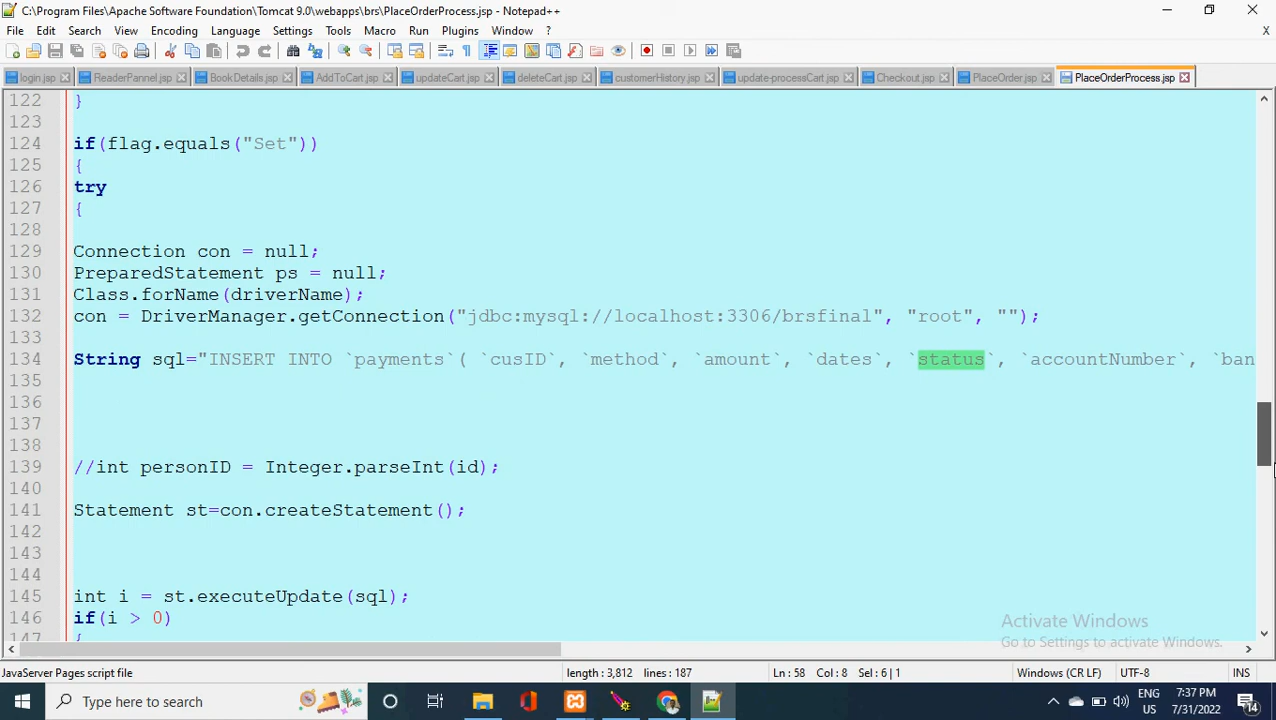 C:\Program Files\Apache Software Foundation\Tomcat 9.0\webapps\brs\PlaceOrderProcess.jsp - Notepad++
File Edit Search View Encoding Language Settings Tools Macro Run Plugins Window ? X
login.jsp ReaderPannel.jsp Book Details.jsp AddToCart.jsp updateCart.jsp deleteCart.jsp customerHistory.jsp update-processCart.jsp Checkout.jsp PlaceOrder.jsp PlaceOrderProcess.jsp
122 }
123
124 if(flag.equals("Set"))
125 {
126 try
127 {
128
129 Connection con = null;
130 PreparedStatement ps = null;
131 Class.forName(driverName);
132 con = DriverManager.getConnection("jdbc:mysql://localhost:3306/brsfinal", "root", "");
133
134 String sql="INSERT INTO `payments`( `cusID`, `method`, `amount`, `dates`, `status`, `accountNumber`, `ban
135
136
137
138
139 //int personID = Integer.parseInt(id);
140
141 Statement st=con.createStatement();
142
143
144
145 int i = st.executeUpdate(sql);
146 if(i > 0)
147 {
Activate Windows
Go to Settings to activate Windows.
JavaServer Pages script file length : 3,812 lines : 187 Ln : 58 Col : 8 Sel : 6 | 1 Windows (CR LF) UTF-8 INS
Type here to search ENG 7:37 PM
US 7/31/2022 14